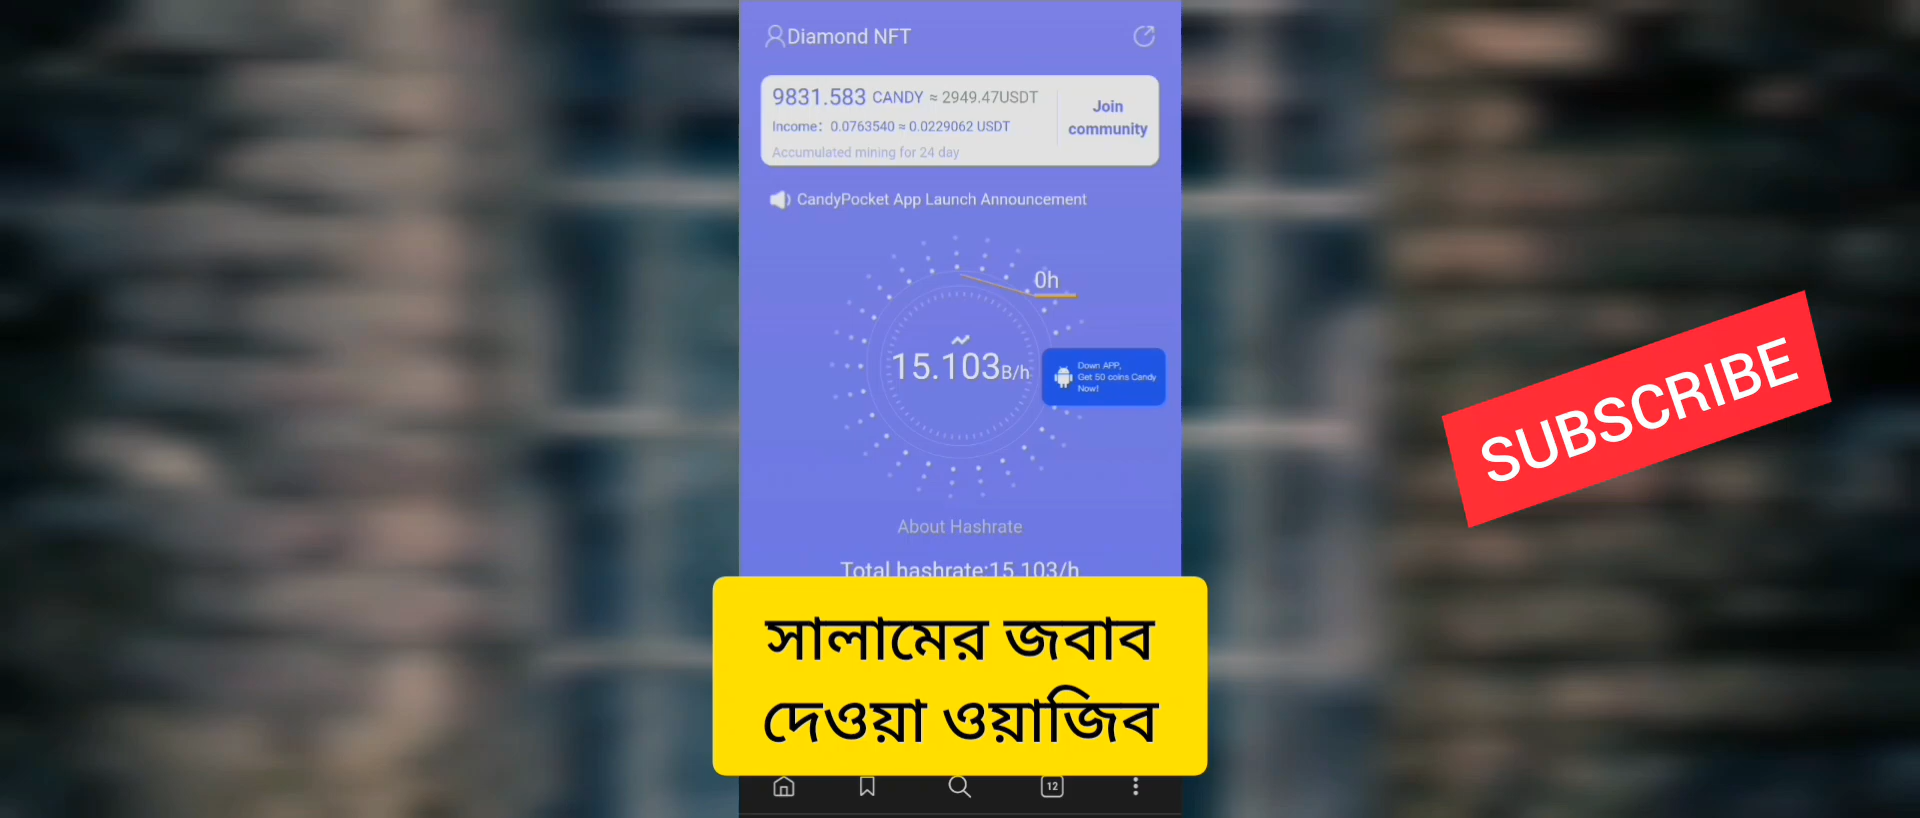 Diamond NFT
9831.583 CANDY ≈ 2949.47USDT
Income: 0.0763540 ≈ 0.0229062 USDT
Accumulated mining for 24 day
Join
community
CandyPocket App Launch Announcement
0h
15.103B/h
Down APP,
Get 50 coins Candy
Now!
About Hashrate
Total hashrate:15.103/h
SUBSCRIBE
সালামের জবাব
দেওয়া ওয়াজিব
12